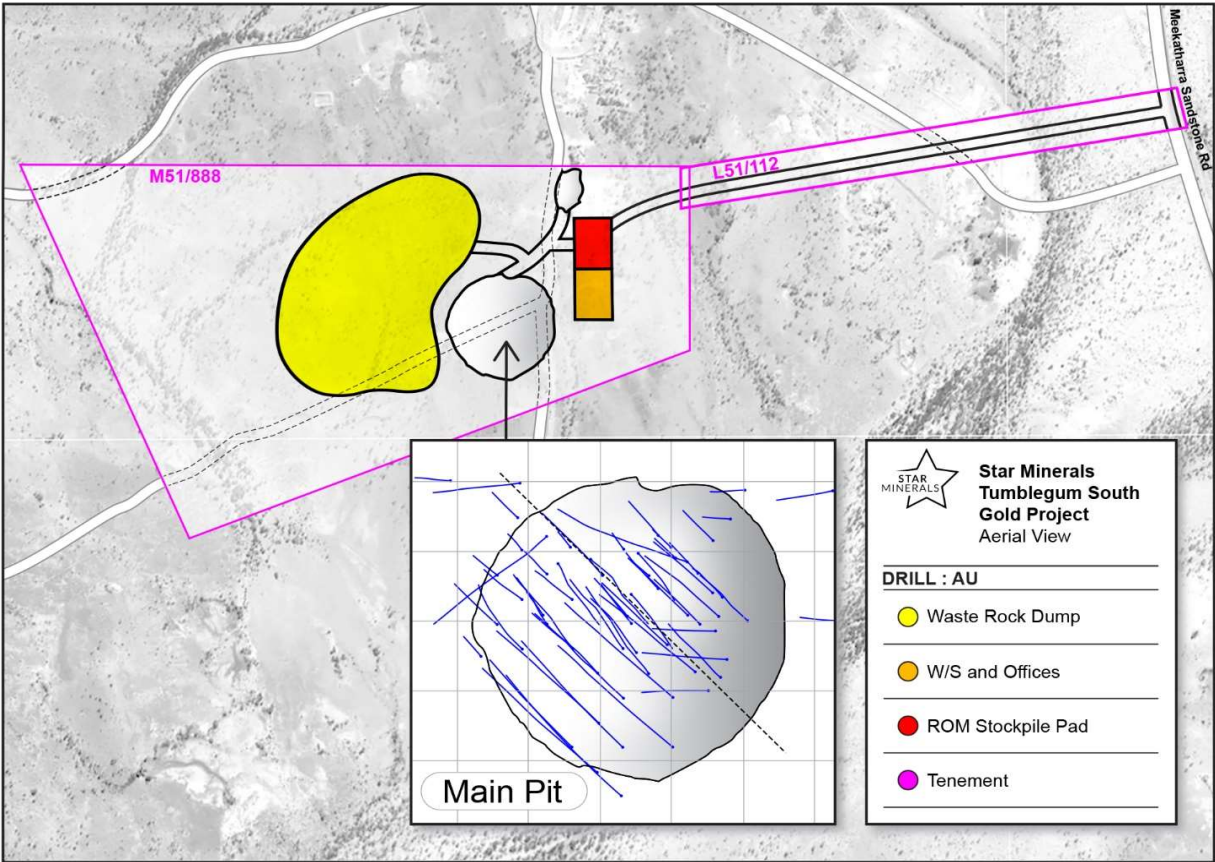 Meekatharra Sandstone Rd
M51/888
L51/112
Main Pit
STAR
MINERALS
Star Minerals
Tumblegum South
Gold Project
Aerial View
DRILL : AU
Waste Rock Dump
W/S and Offices
ROM Stockpile Pad
Tenement